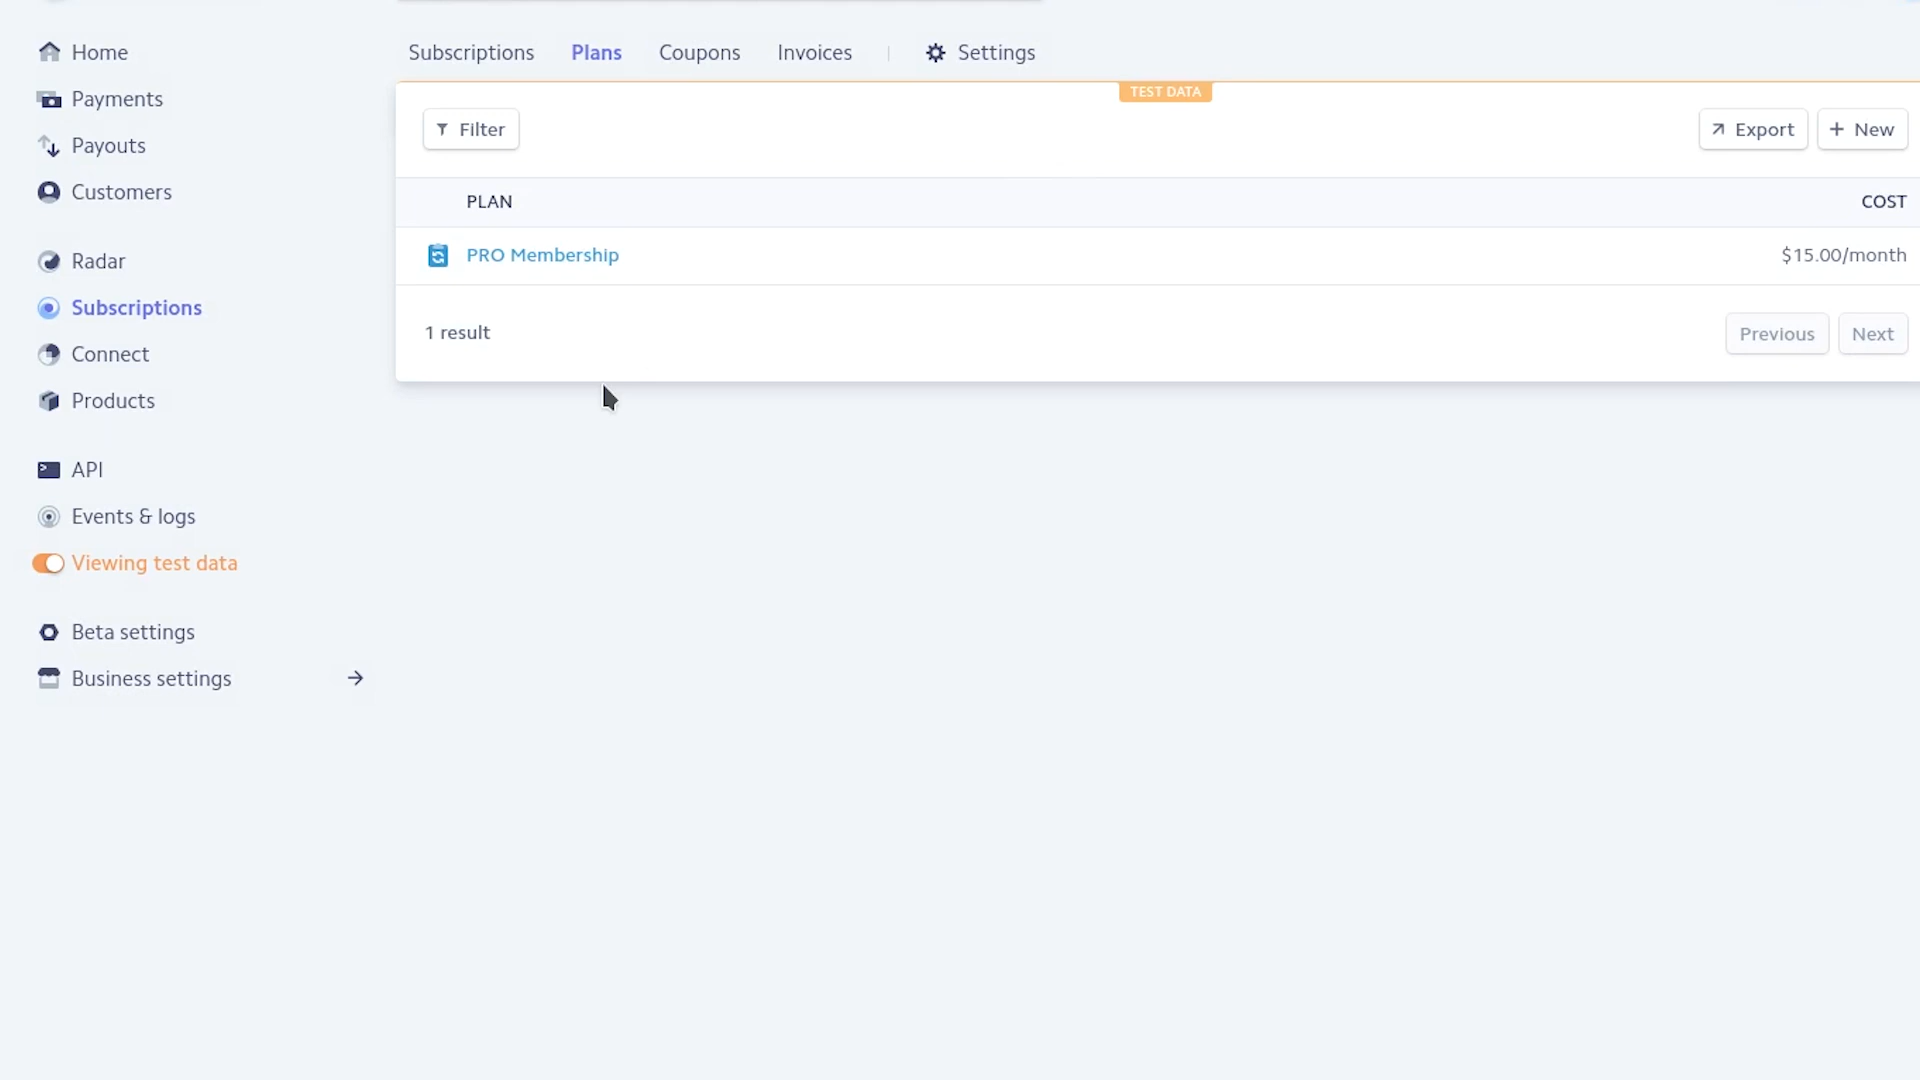 Home
Payments
Payouts
Customers
Radar
Subscriptions
Connect
Products
API
Events & logs
Viewing test data
Beta settings
Business settings
Subscriptions Plans Coupons Invoices Settings
TEST DATA
Filter Export New
PLAN COST
PRO Membership $15.00/month
1 result Previous Next